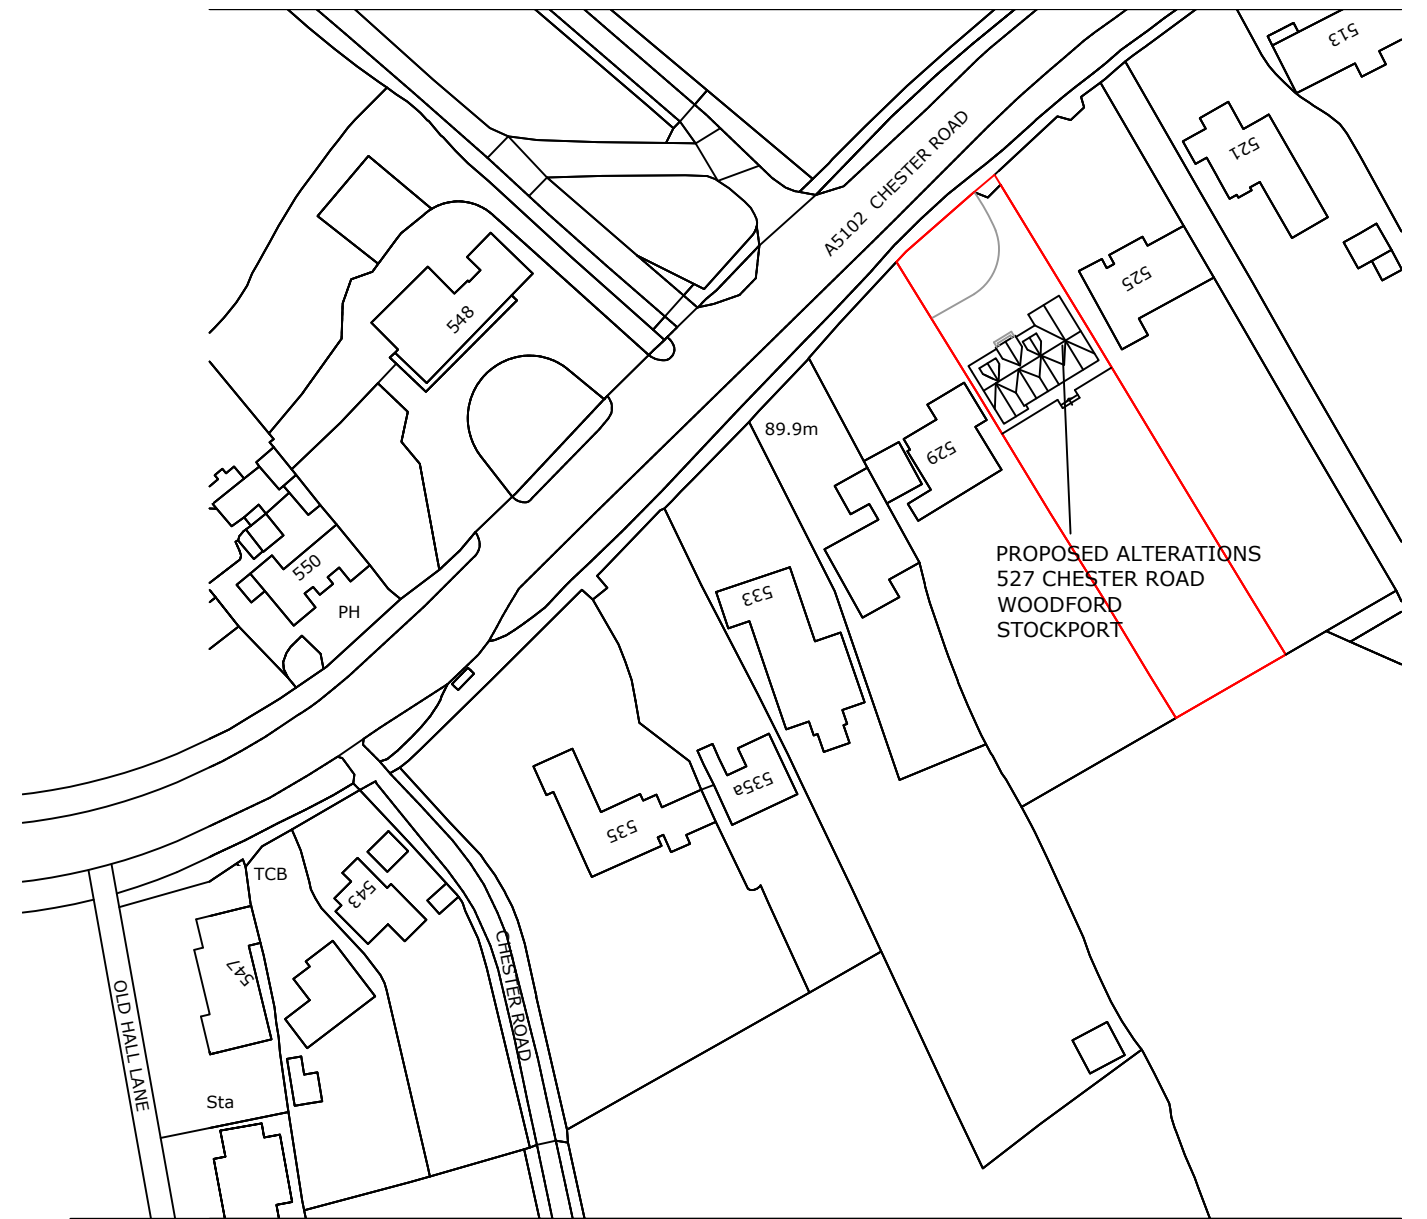 513
521
A5102 CHESTER ROAD
525
548
89.9m
529
PROPOSED ALTERATIONS
527 CHESTER ROAD
WOODFORD
STOCKPORT
550
PH
533
535a
535
TCB
543
547
CHESTER ROAD
OLD HALL LANE
Sta